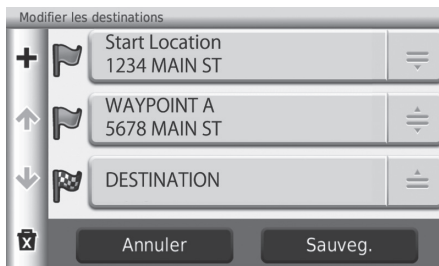 Modifier les destinations
Start Location
1234 MAIN ST
WAYPOINT A
5678 MAIN ST
DESTINATION
Annuler
Sauveg.